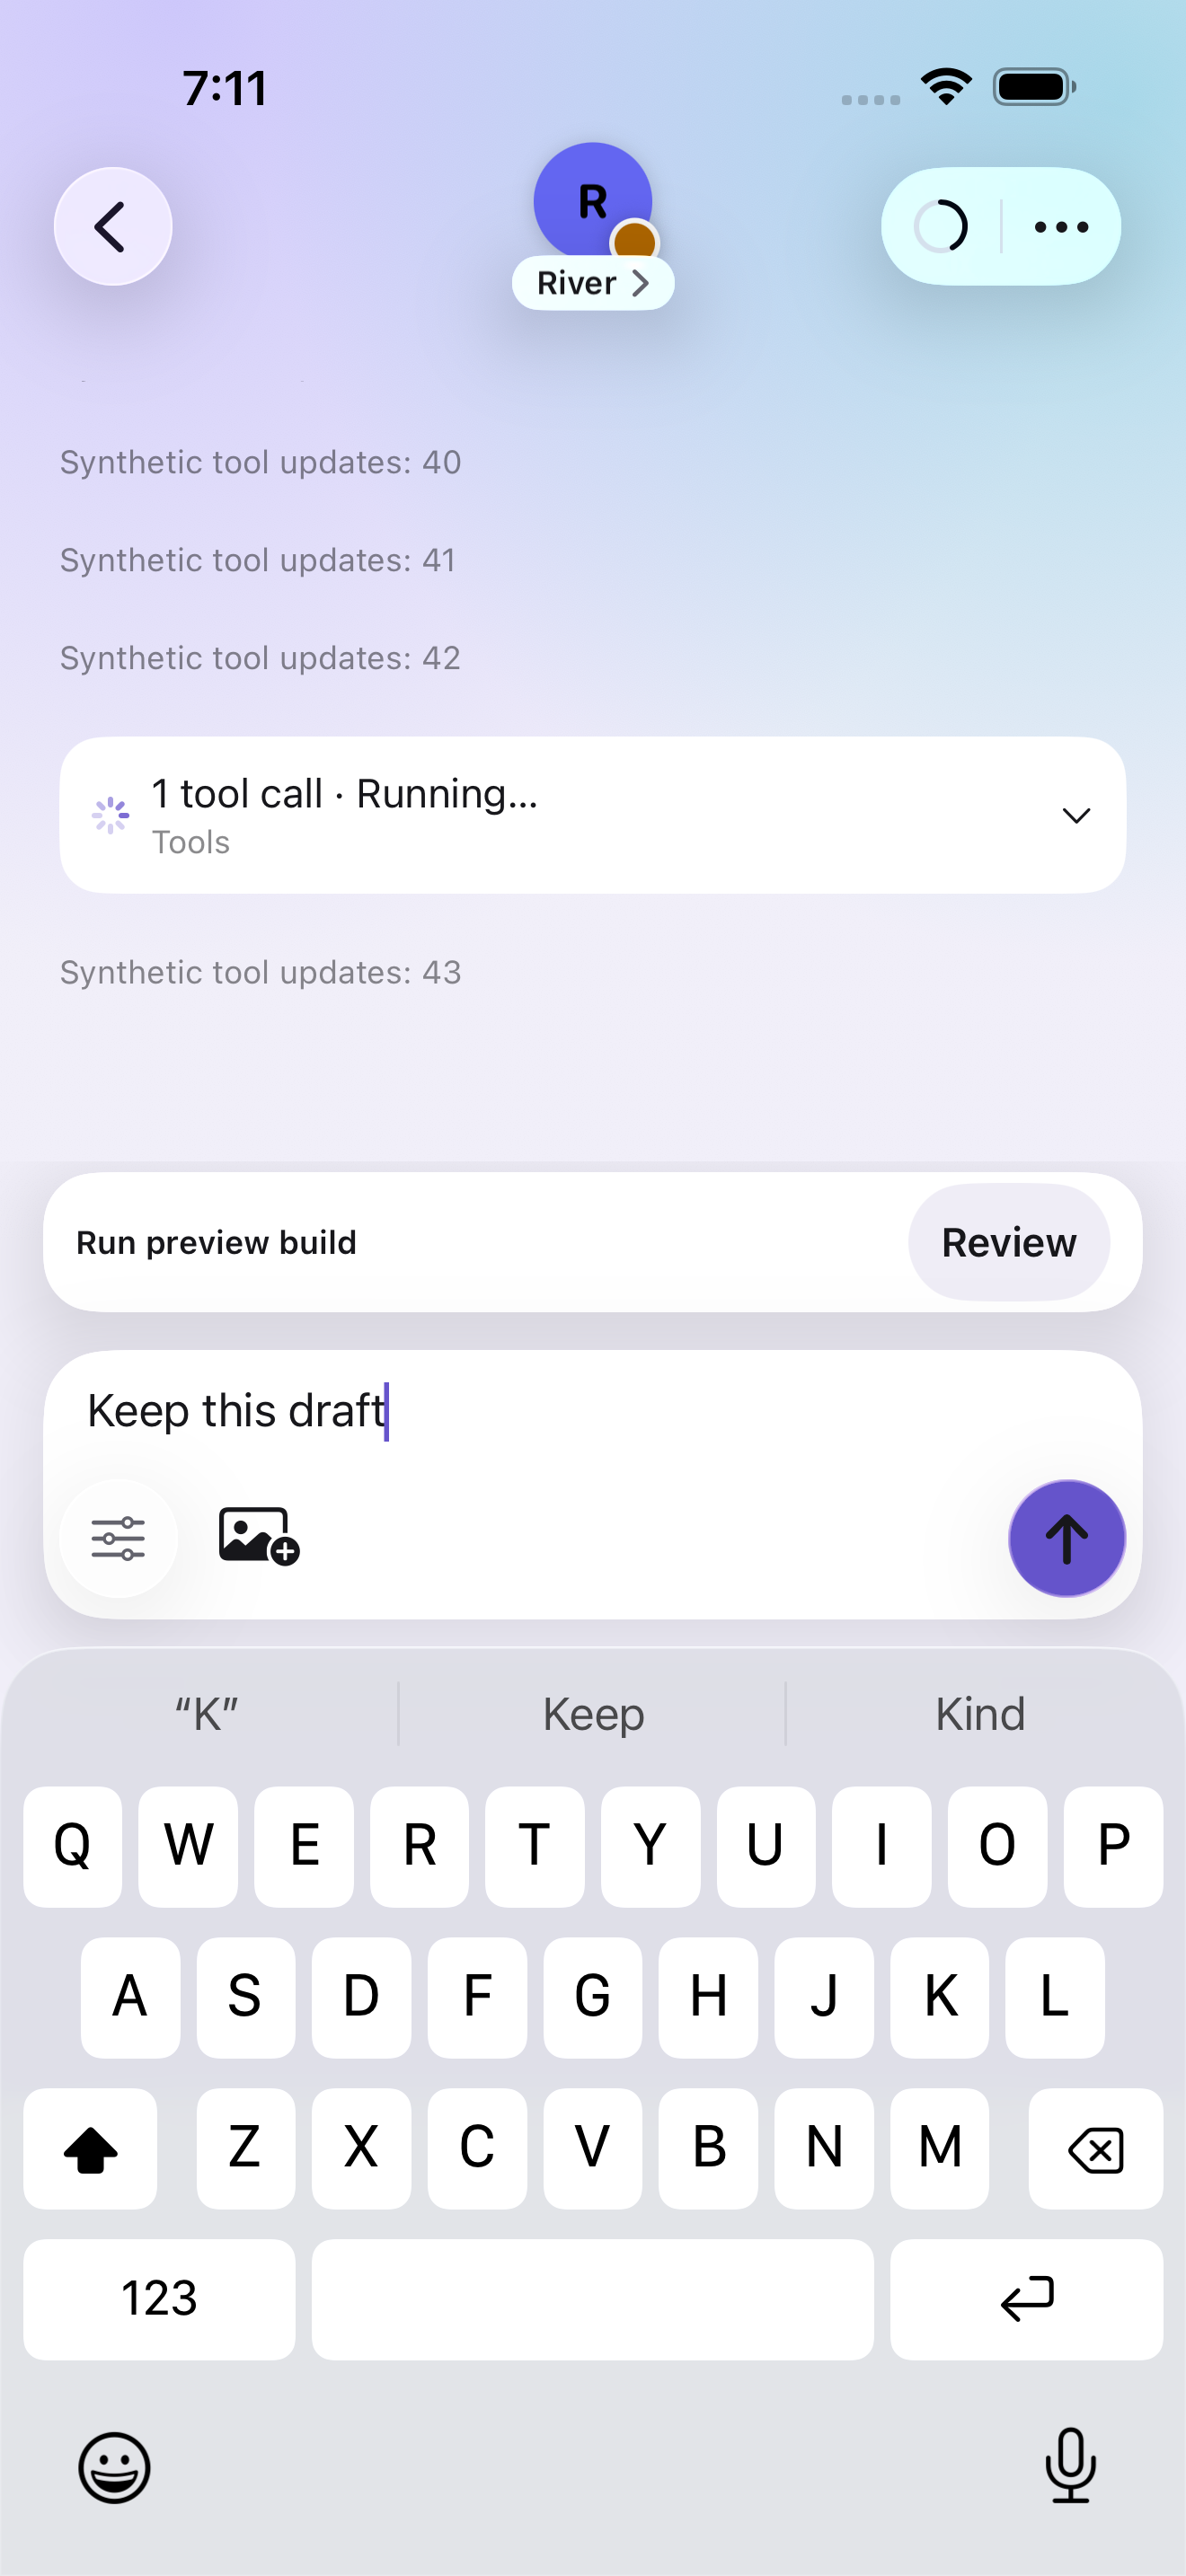 7:11
R
River
Synthetic tool updates: 40
Synthetic tool updates: 41
Synthetic tool updates: 42
1 tool call · Running...
Tools
Synthetic tool updates: 43
Run preview build
Review
Keep this draft
“K”
Keep
Kind
Q W E R T Y U I O P
A S D F G H J K L
Z X C V B N M
123